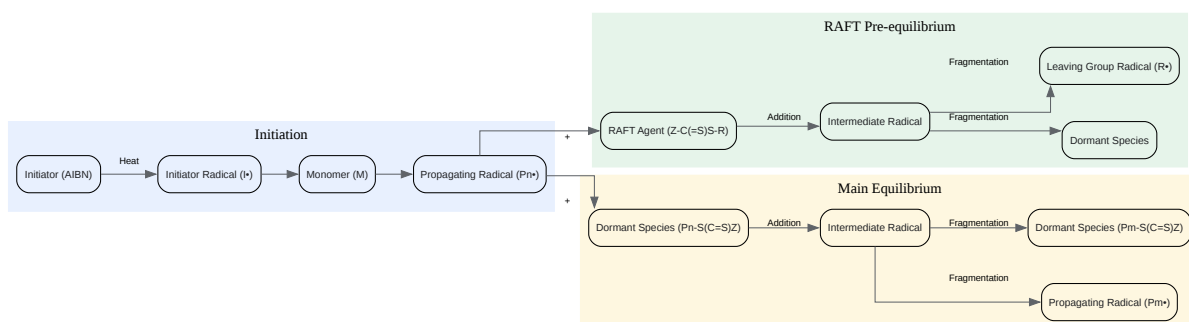 RAFT Pre-equilibrium
Fragmentation
Leaving Group Radical (R•)
RAFT Agent (Z-C(=S)S-R)
Addition
Intermediate Radical
Fragmentation
Dormant Species
Initiation
Initiator (AIBN)
Heat
Initiator Radical (I•)
Monomer (M)
Propagating Radical (Pn•)
+
+
Main Equilibrium
Dormant Species (Pn-S(C=S)Z)
Addition
Intermediate Radical
Fragmentation
Dormant Species (Pm-S(C=S)Z)
Fragmentation
Propagating Radical (Pm•)